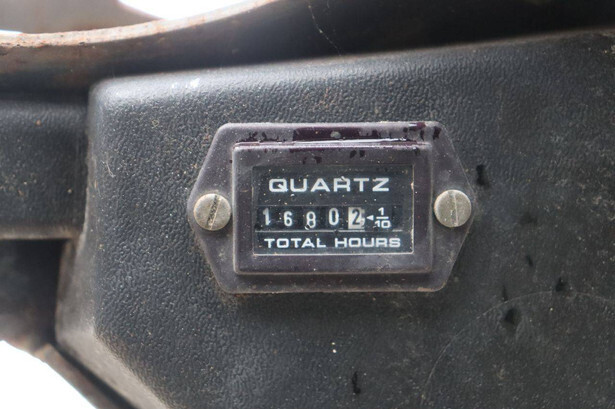 QUARTZ
16802 ◄ 1/10
TOTAL HOURS